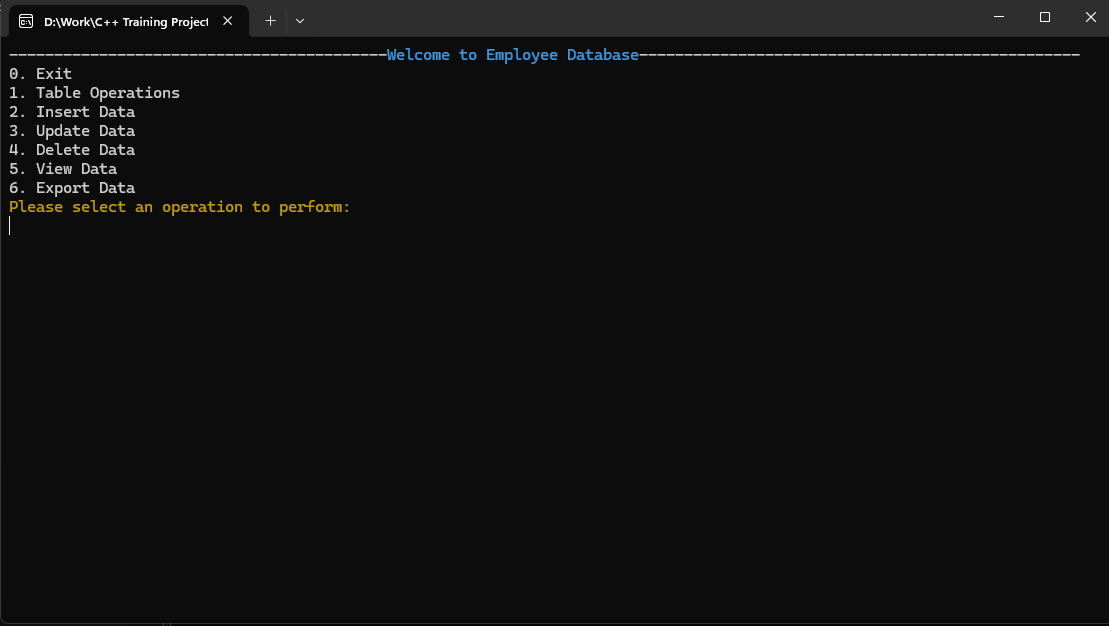 D:\Work\C++ Training Project
------------------------------------------Welcome to Employee Database-------------------------------------------------
0. Exit
1. Table Operations
2. Insert Data
3. Update Data
4. Delete Data
5. View Data
6. Export Data
Please select an operation to perform: